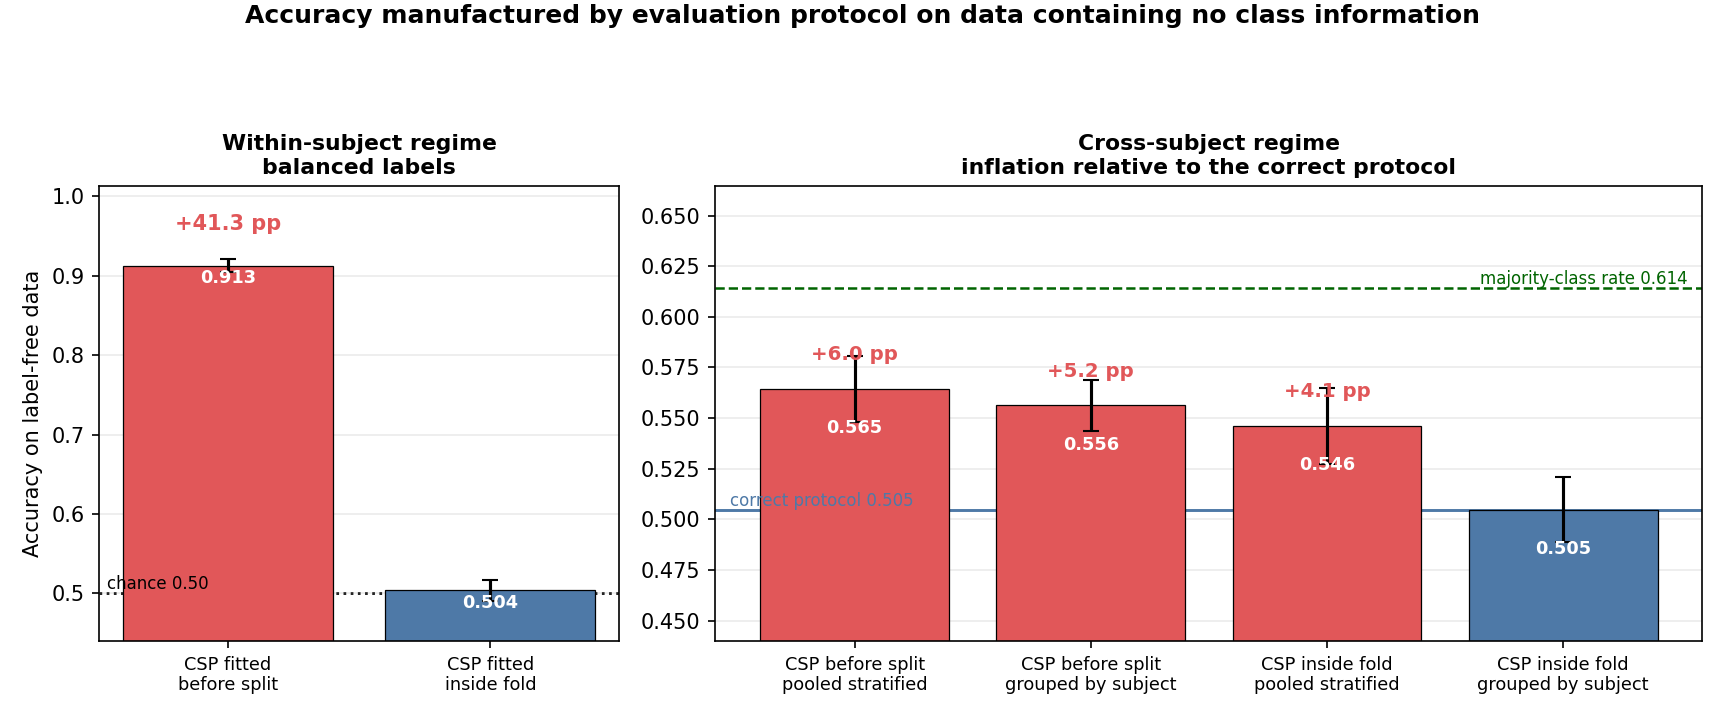 Accuracy manufactured by evaluation protocol on data containing no class information
Within-subject regime
balanced labels
Accuracy on label-free data
1.0
0.9
0.8
0.7
0.6
0.5
+41.3 pp
0.913
chance 0.50
0.504
CSP fitted
before split
CSP fitted
inside fold
Cross-subject regime
inflation relative to the correct protocol
0.650
0.625
0.600
0.575
0.550
0.525
0.500
0.475
0.450
majority-class rate 0.614
+6.0 pp
+5.2 pp
+4.1 pp
0.565
0.556
0.546
correct protocol 0.505
0.505
CSP before split
pooled stratified
CSP before split
grouped by subject
CSP inside fold
pooled stratified
CSP inside fold
grouped by subject